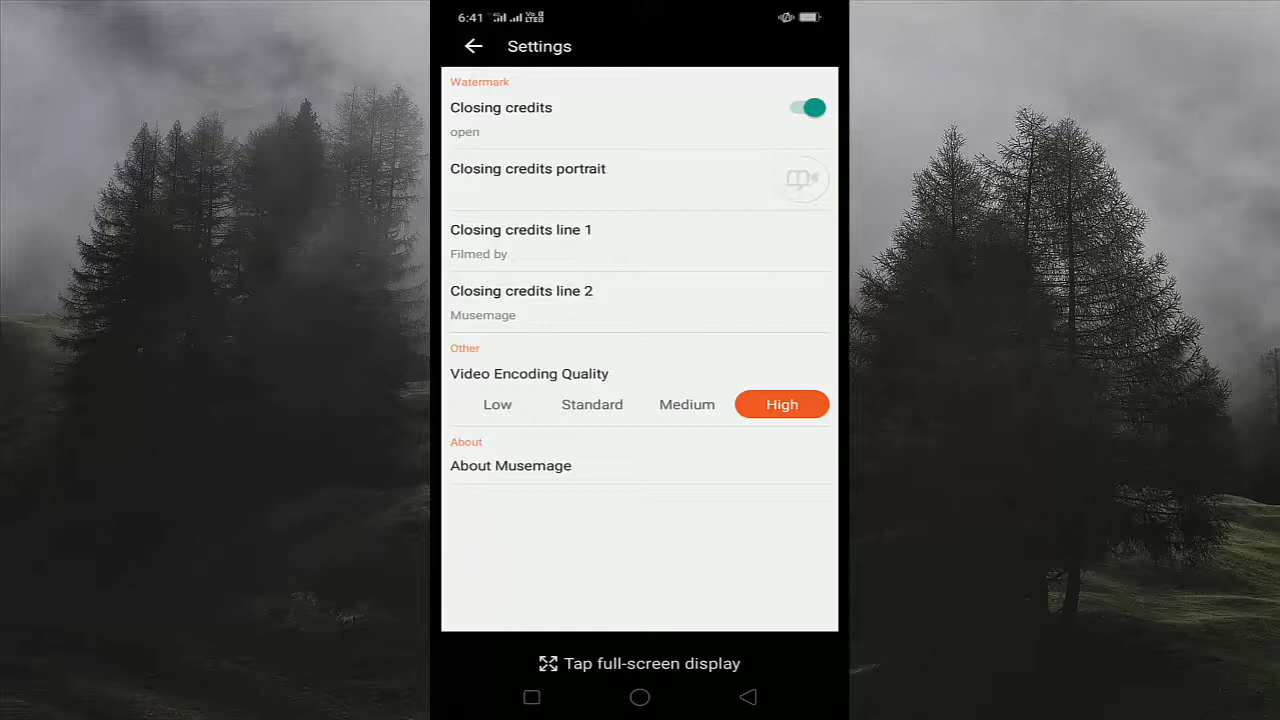 6:41
Settings
Watermark
Closing credits
open
Closing credits portrait
Closing credits line 1
Filmed by
Closing credits line 2
Musemage
Other
Video Encoding Quality
Low Standard Medium High
About
About Musemage
Tap full-screen display